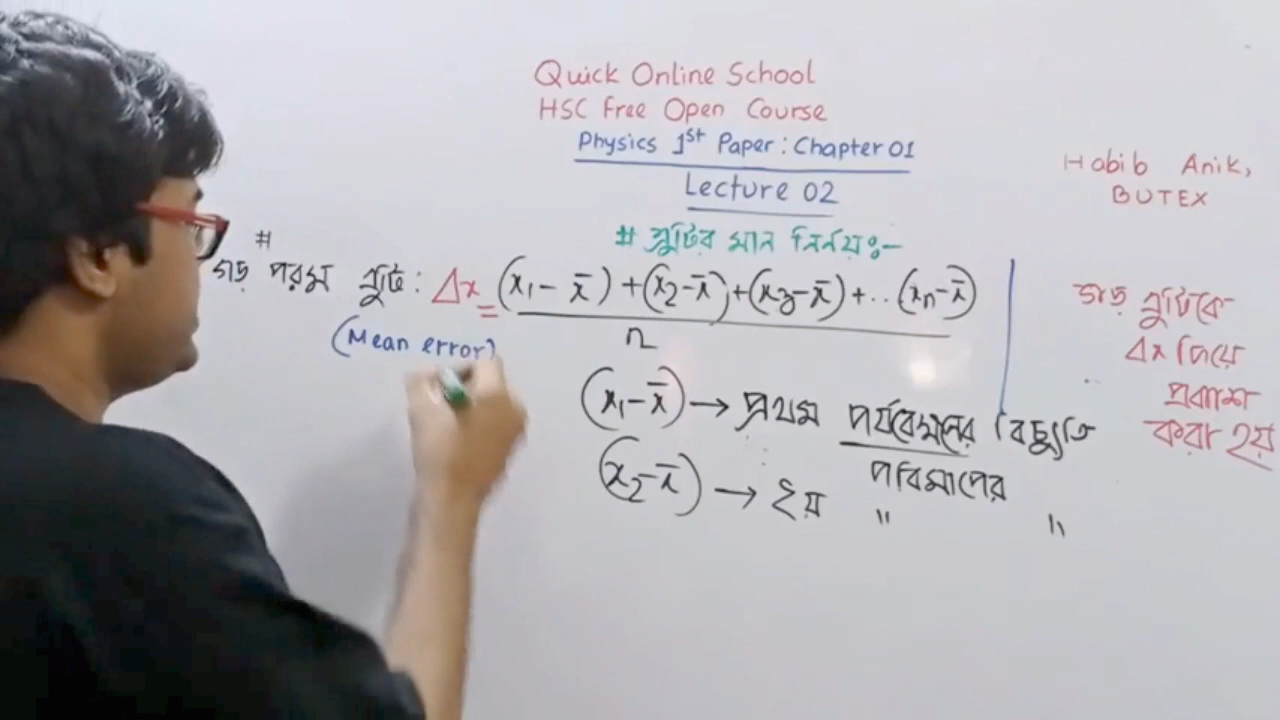 Quick Online School
HSC Free Open Course
Physics 1st Paper : Chapter 01
Lecture 02
Habib Anik,
BUTEX
# ত্রুটির মান নির্নয়ঃ-
#
গড় পরম ত্রুটি : Δx = (x₁ - x̄) + (x₂ - x̄) + (x₃ - x̄) + .. (xₙ - x̄)
n
(Mean error)
(x₁ - x̄) → প্রথম পর্যবেক্ষনের বিচ্যুতি
পরিমাপের
(x₂ - x̄) → ২য় " "
গড় ত্রুটিকে
Δx দিয়ে
প্রকাশ
করা হয়